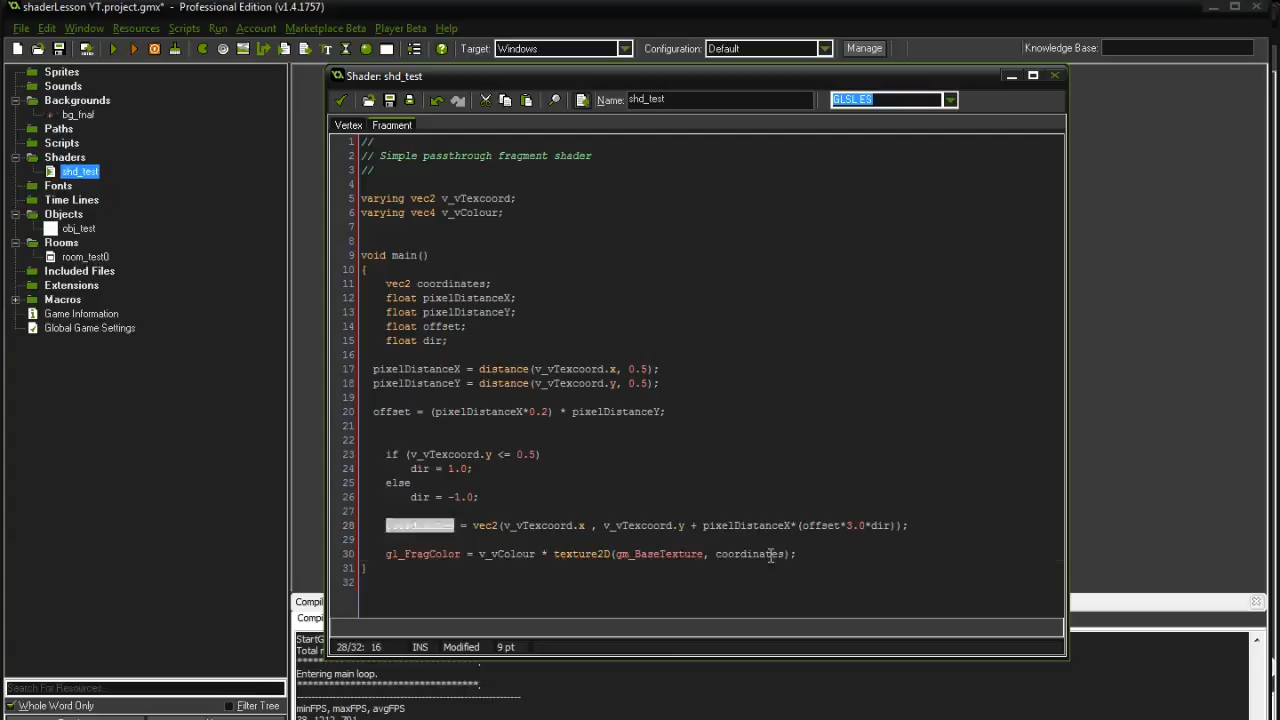 shaderLesson YT.project.gmx* - Professional Edition (v1.4.1757)
File Edit Window Resources Scripts Run Account Marketplace Beta Player Beta Help
Target: Windows Configuration: Default Manage Knowledge Base:
Sprites
Sounds
Backgrounds
bg_fnaf
Paths
Scripts
Shaders
shd_test
Fonts
Time Lines
Objects
obj_test
Rooms
room_test0
Included Files
Extensions
Macros
Game Information
Global Game Settings
Search For Resources...
Whole Word Only Filter Tree
Shader: shd_test
Name: shd_test GLSL ES
Vertex Fragment
1 //
2 // Simple passthrough fragment shader
3 //
4
5 varying vec2 v_vTexcoord;
6 varying vec4 v_vColour;
7
8
9 void main()
10 {
11 vec2 coordinates;
12 float pixelDistanceX;
13 float pixelDistanceY;
14 float offset;
15 float dir;
16
17 pixelDistanceX = distance(v_vTexcoord.x, 0.5);
18 pixelDistanceY = distance(v_vTexcoord.y, 0.5);
19
20 offset = (pixelDistanceX*0.2) * pixelDistanceY;
21
22
23 if (v_vTexcoord.y <= 0.5)
24 dir = 1.0;
25 else
26 dir = -1.0;
27
28 = vec2(v_vTexcoord.x , v_vTexcoord.y + pixelDistanceX*(offset*3.0*dir));
29
30 gl_FragColor = v_vColour * texture2D(gm_BaseTexture, coordinates);
31 }
32
28/32: 16 INS Modified 9 pt
Compil
Compi
StartG
Total
Entering main loop.
minFPS, maxFPS, avgFPS